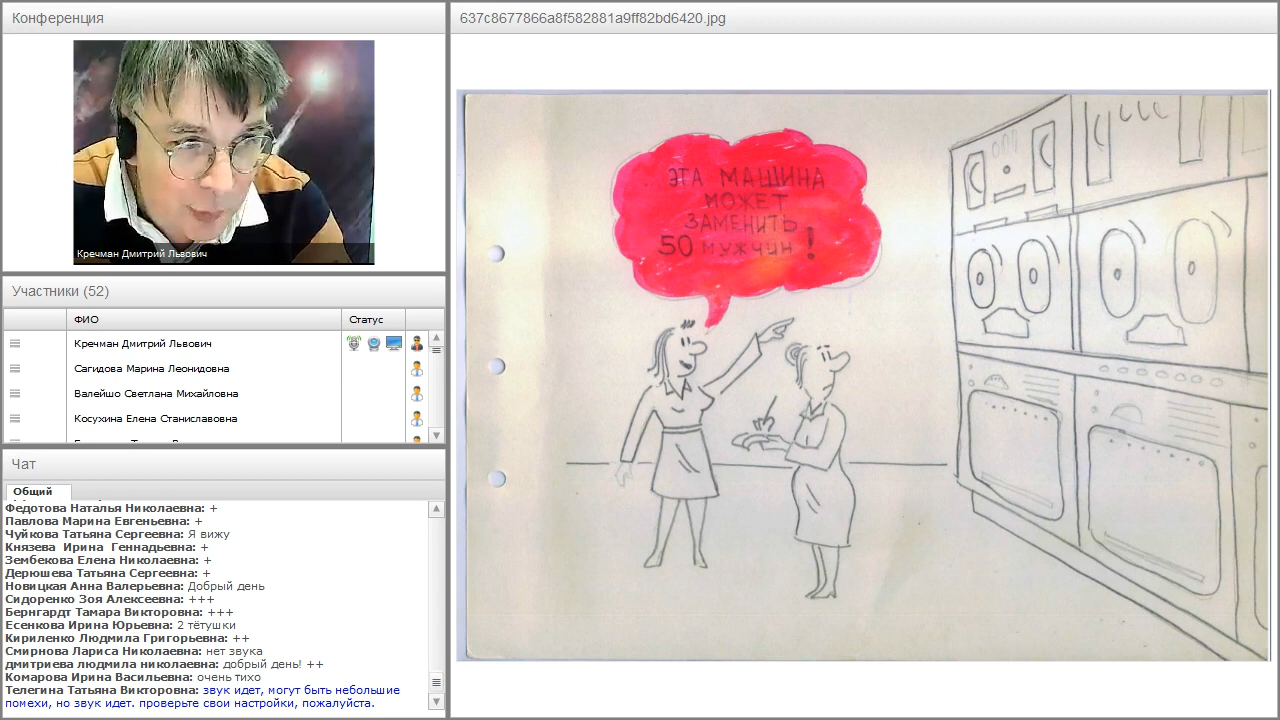 Конференция
637c8677866a8f582881a9ff82bd6420.jpg
Кречман Дмитрий Львович
Участники (52)
ФИО
Статус
Кречман Дмитрий Львович
Сагидова Марина Леонидовна
Валейшо Светлана Михайловна
Косухина Елена Станиславовна
Чат
Общий
Федотова Наталья Николаевна: +
Павлова Марина Евгеньевна: +
Чуйкова Татьяна Сергеевна: Я вижу
Князева Ирина Геннадьевна: +
Зембекова Елена Николаевна: +
Дерюшева Татьяна Сергеевна: +
Новицкая Анна Валерьевна: Добрый день
Сидоренко Зоя Алексеевна: +++
Бернгардт Тамара Викторовна: +++
Есенкова Ирина Юрьевна: 2 тётушки
Кириленко Людмила Григорьевна: ++
Смирнова Лариса Николаевна: нет звука
дмитриева людмила николаевна: добрый день! ++
Комарова Ирина Васильевна: очень тихо
Телегина Татьяна Викторовна: звук идет, могут быть небольшие
помехи, но звук идет. проверьте свои настройки, пожалуйста.
ЭТА МАШИНА
МОЖЕТ
ЗАМЕНИТЬ
50 мужчин!